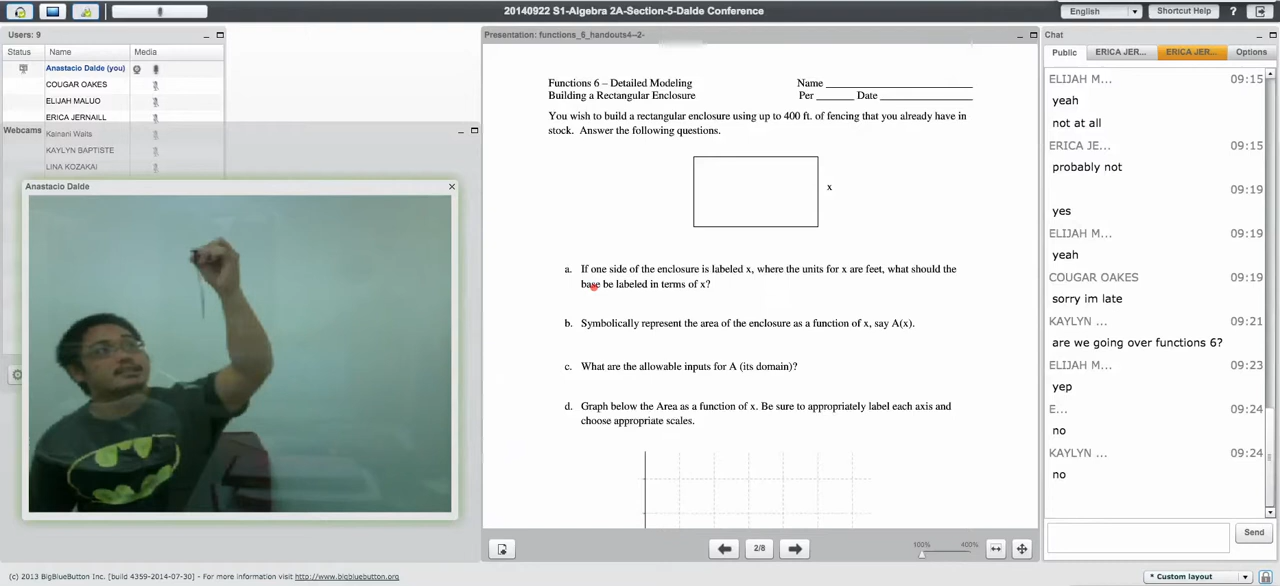 20140922 S1-Algebra 2A-Section-5-Dalde Conference
English
Shortcut Help
?
Users: 9
Status Name Media
Anastacio Dalde (you)
COUGAR OAKES
ELIJAH MALUO
ERICA JERNAILL
Webcams
Kainani Walls
KAYLYN BAPTISTE
LINA KOZAKAI
Anastacio Dalde
Presentation: functions_6_handouts4--2-
Functions 6 – Detailed Modeling
Name
Building a Rectangular Enclosure
Per Date
You wish to build a rectangular enclosure using up to 400 ft. of fencing that you already have in
stock. Answer the following questions.
x
a. If one side of the enclosure is labeled x, where the units for x are feet, what should the
base be labeled in terms of x?
b. Symbolically represent the area of the enclosure as a function of x, say A(x).
c. What are the allowable inputs for A (its domain)?
d. Graph below the Area as a function of x. Be sure to appropriately label each axis and
choose appropriate scales.
2/8
100% 400%
Chat
Public ERICA JER... ERICA JER... Options
ELIJAH M... 09:15
yeah
not at all
ERICA JE... 09:15
probably not
09:19
yes
ELIJAH M... 09:19
yeah
COUGAR OAKES 09:19
sorry im late
KAYLYN ... 09:21
are we going over functions 6?
ELIJAH M... 09:23
yep
E... 09:24
no
KAYLYN ... 09:24
no
Send
(c) 2013 BigBlueButton Inc. [build 4359-2014-07-30] - For more information visit http://www.bigbluebutton.org
* Custom layout